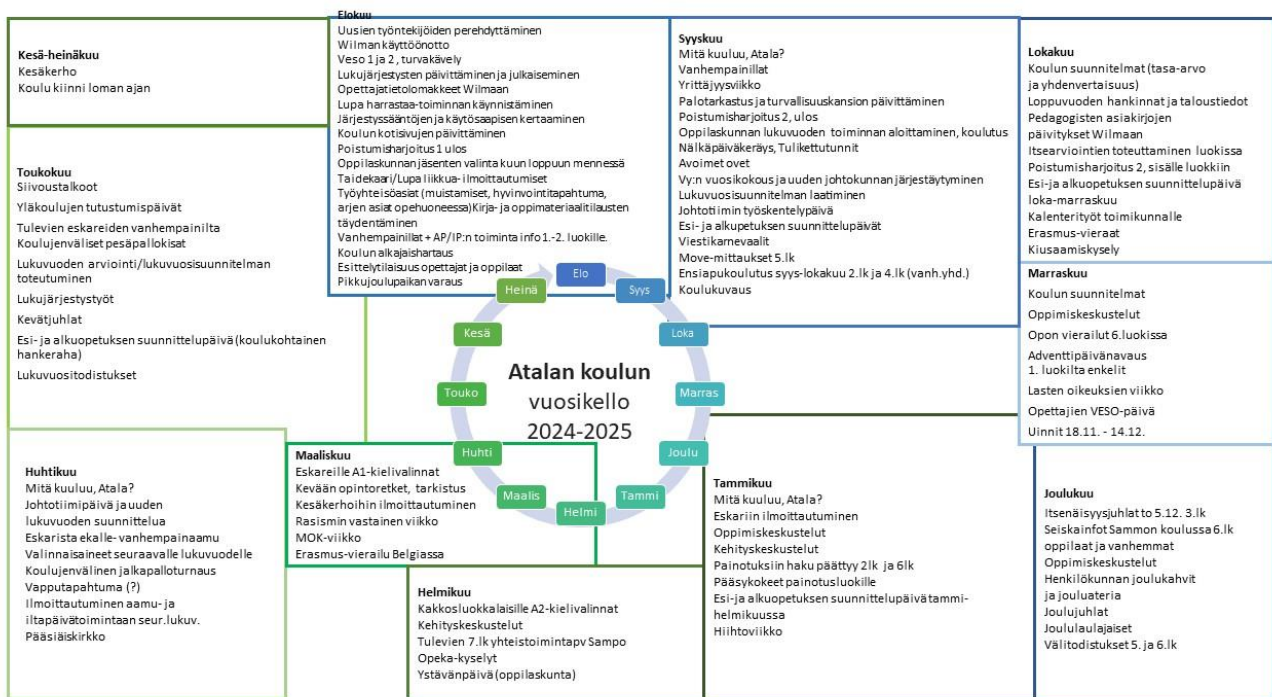 Kesä-heinäkuu
Kesäkerho
Koulu kiinni loman ajan
Elokuu
Uusien työntekijöiden perehdyttäminen
Wilman käyttöönotto
Veso 1 ja 2 , turvakävely
Lukujärjestysten päivittäminen ja julkaiseminen
Opettajatietolomakkeet Wilmaan
Lupa harrastaa-toiminnan käynnistäminen
Järjestyssääntöjen ja käytösaapisen kertaaminen
Koulun kotisivujen päivittäminen
Poistumisharjoitus 1 ulos
Oppilaskunnan jäsenten valinta kuun loppuun mennessä
Taidekaari/Lupa liikkua- ilmoittautumiset
Työyhteisöasiat (muistamiset, hyvinvointitapahtuma,
arjen asiat opehuoneessa)Kirja- ja oppimateriaalitilausten
täydentäminen
Vanhempainillat + AP/IP:n toiminta info 1.-2. luokille.
Koulun alkajaishartaus
Esittelytilaisuus opettajat ja oppilaat
Pikkujoulupaikan varaus
Syyskuu
Mitä kuuluu, Atala?
Vanhempainillat
Yrittäjyysviikko
Palotarkastus ja turvallisuuskansion päivittäminen
Poistumisharjoitus 2, ulos
Oppilaskunnan lukuvuoden toiminnan aloittaminen, koulutus
Nälkäpäiväkeräys, Tulikettutunnit
Avoimet ovet
Vy:n vuosikokous ja uuden johtokunnan järjestäytyminen
Lukuvuosisuunnitelman laatiminen
Johtotiimin työskentelypäivä
Esi- ja alkupetuksen suunnittelupäivät
Viestikarnevaalit
Move-mittaukset 5.lk
Ensiapukoulutus syys-lokakuu 2.lk ja 4.lk (vanh.yhd.)
Koulukuvaus
Lokakuu
Koulun suunnitelmat (tasa-arvo
ja yhdenvertaisuus)
Loppuvuoden hankinnat ja taloustiedot
Pedagogisten asiakirjojen
päivitykset Wilmaan
Itsearviointien toteuttaminen luokissa
Poistumisharjoitus 2, sisälle luokkiin
Esi-ja alkuopetuksen suunnittelupäivä
loka-marraskuu
Kalenterityöt toimikunnalle
Erasmus-vieraat
Kiusaamiskysely
Toukokuu
Siivoustalkoot
Yläkoulujen tutustumispäivät
Tulevien eskareiden vanhempainilta
Koulujenväliset pesäpallokisat
Lukuvuoden arviointi/lukuvuosisuunnitelman
toteutuminen
Lukujärjestystyöt
Kevätjuhlat
Esi- ja alkuopetuksen suunnittelupäivä (koulukohtainen
hankeraha)
Lukuvuositodistukset
Marraskuu
Koulun suunnitelmat
Oppimiskeskustelut
Opon vierailut 6.luokissa
Adventtipäivänavaus
1. luokilta enkelit
Lasten oikeuksien viikko
Opettajien VESO-päivä
Uinnit 18.11. - 14.12.
Elo
Syys
Loka
Marras
Joulu
Tammi
Helmi
Maalis
Huhti
Touko
Kesä
Heinä
Atalan koulun
vuosikello
2024-2025
Huhtikuu
Mitä kuuluu, Atala?
Johtotiimipäivä ja uuden
lukuvuoden suunnittelua
Eskarista ekalle- vanhempainaamu
Valinnaisaineet seuraavalle lukuvuodelle
Koulujenvälinen jalkapalloturnaus
Vapputapahtuma (?)
Ilmoittautuminen aamu- ja
iltapäivätoimintaan seur.lukuv.
Pääsiäiskirkko
Maaliskuu
Eskareille A1-kielivalinnat
Kevään opintoretket, tarkistus
Kesäkerhoihin ilmoittautuminen
Rasismin vastainen viikko
MOK-viikko
Erasmus-vierailu Belgiassa
Helmikuu
Kakkosluokkalaisille A2-kielivalinnat
Kehityskeskustelut
Tulevien 7.lk yhteistoimintapv Sampo
Opeka-kyselyt
Ystävänpäivä (oppilaskunta)
Tammikuu
Mitä kuuluu, Atala?
Eskariin ilmoittautuminen
Oppimiskeskustelut
Kehityskeskustelut
Painotuksiin haku päättyy 2lk ja 6lk
Pääsykokeet painotusluokille
Esi-ja alkuopetuksen suunnittelupäivä tammi-
helmikuussa
Hiihtoviikko
Joulukuu
Itsenäisyysjuhlat to 5.12. 3.lk
Seiskainfot Sammon koulussa 6.lk
oppilaat ja vanhemmat
Oppimiskeskustelut
Henkilökunnan joulukahvit
ja jouluateria
Joulujuhlat
Joululaulajaiset
Välitodistukset 5. ja 6.lk